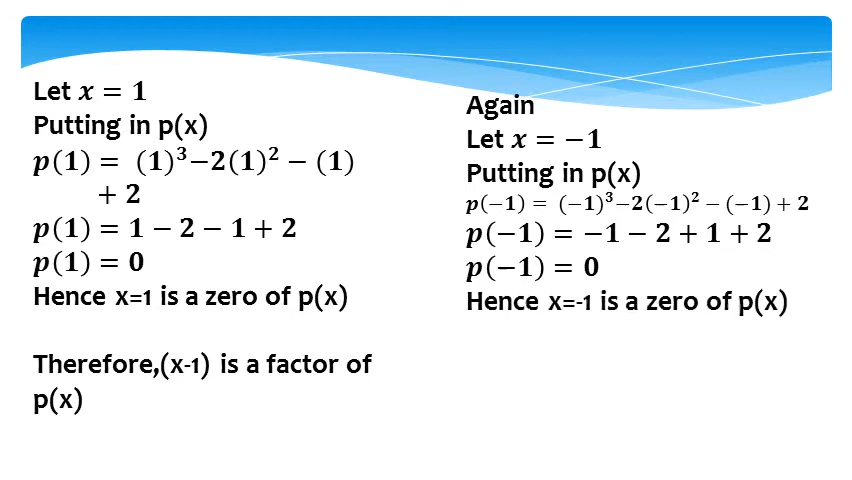 Let 𝒙 = 𝟏
Putting in p(x)
𝒑(𝟏) = (𝟏)³−𝟐(𝟏)² − (𝟏)
+ 𝟐
𝒑(𝟏) = 𝟏 − 𝟐 − 𝟏 + 𝟐
𝒑(𝟏) = 𝟎
Hence x=1 is a zero of p(x)
Therefore,(x-1) is a factor of
p(x)
Again
Let 𝒙 = −𝟏
Putting in p(x)
𝒑(−𝟏) = (−𝟏)³−𝟐(−𝟏)² − (−𝟏) + 𝟐
𝒑(−𝟏) = −𝟏 − 𝟐 + 𝟏 + 𝟐
𝒑(−𝟏) = 𝟎
Hence x=-1 is a zero of p(x)